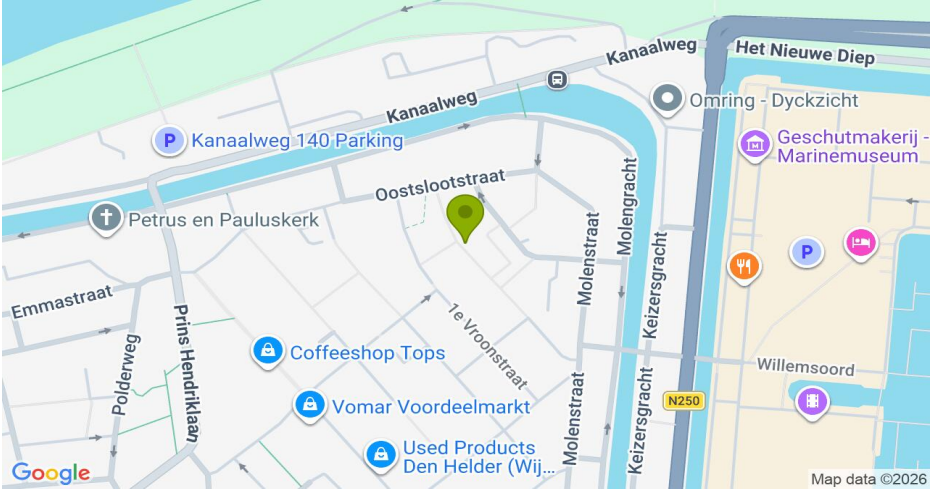 Kanaalweg
Het Nieuwe Diep
Kanaalweg
Omring - Dyckzicht
P
Kanaalweg 140 Parking
Geschutmakerij -
Marinemuseum
M
Oostslootstraat
Molengracht
Petrus en Pauluskerk
Molenstraat
Keizersgracht
P
Emmastraat
Prins Hendriklaan
1e Vroonstraat
Polderweg
Coffeeshop Tops
Willemsoord
Vomar Voordeelmarkt
N250
Molenstraat
Keizersgracht
Used Products
Den Helder (Wij...
Google
Map data ©2026